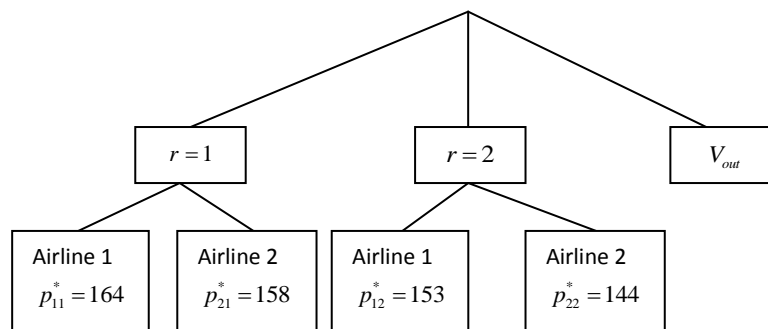 r = 1
r = 2
V_out
Airline 1
p*_11 = 164
Airline 2
p*_21 = 158
Airline 1
p*_12 = 153
Airline 2
p*_22 = 144